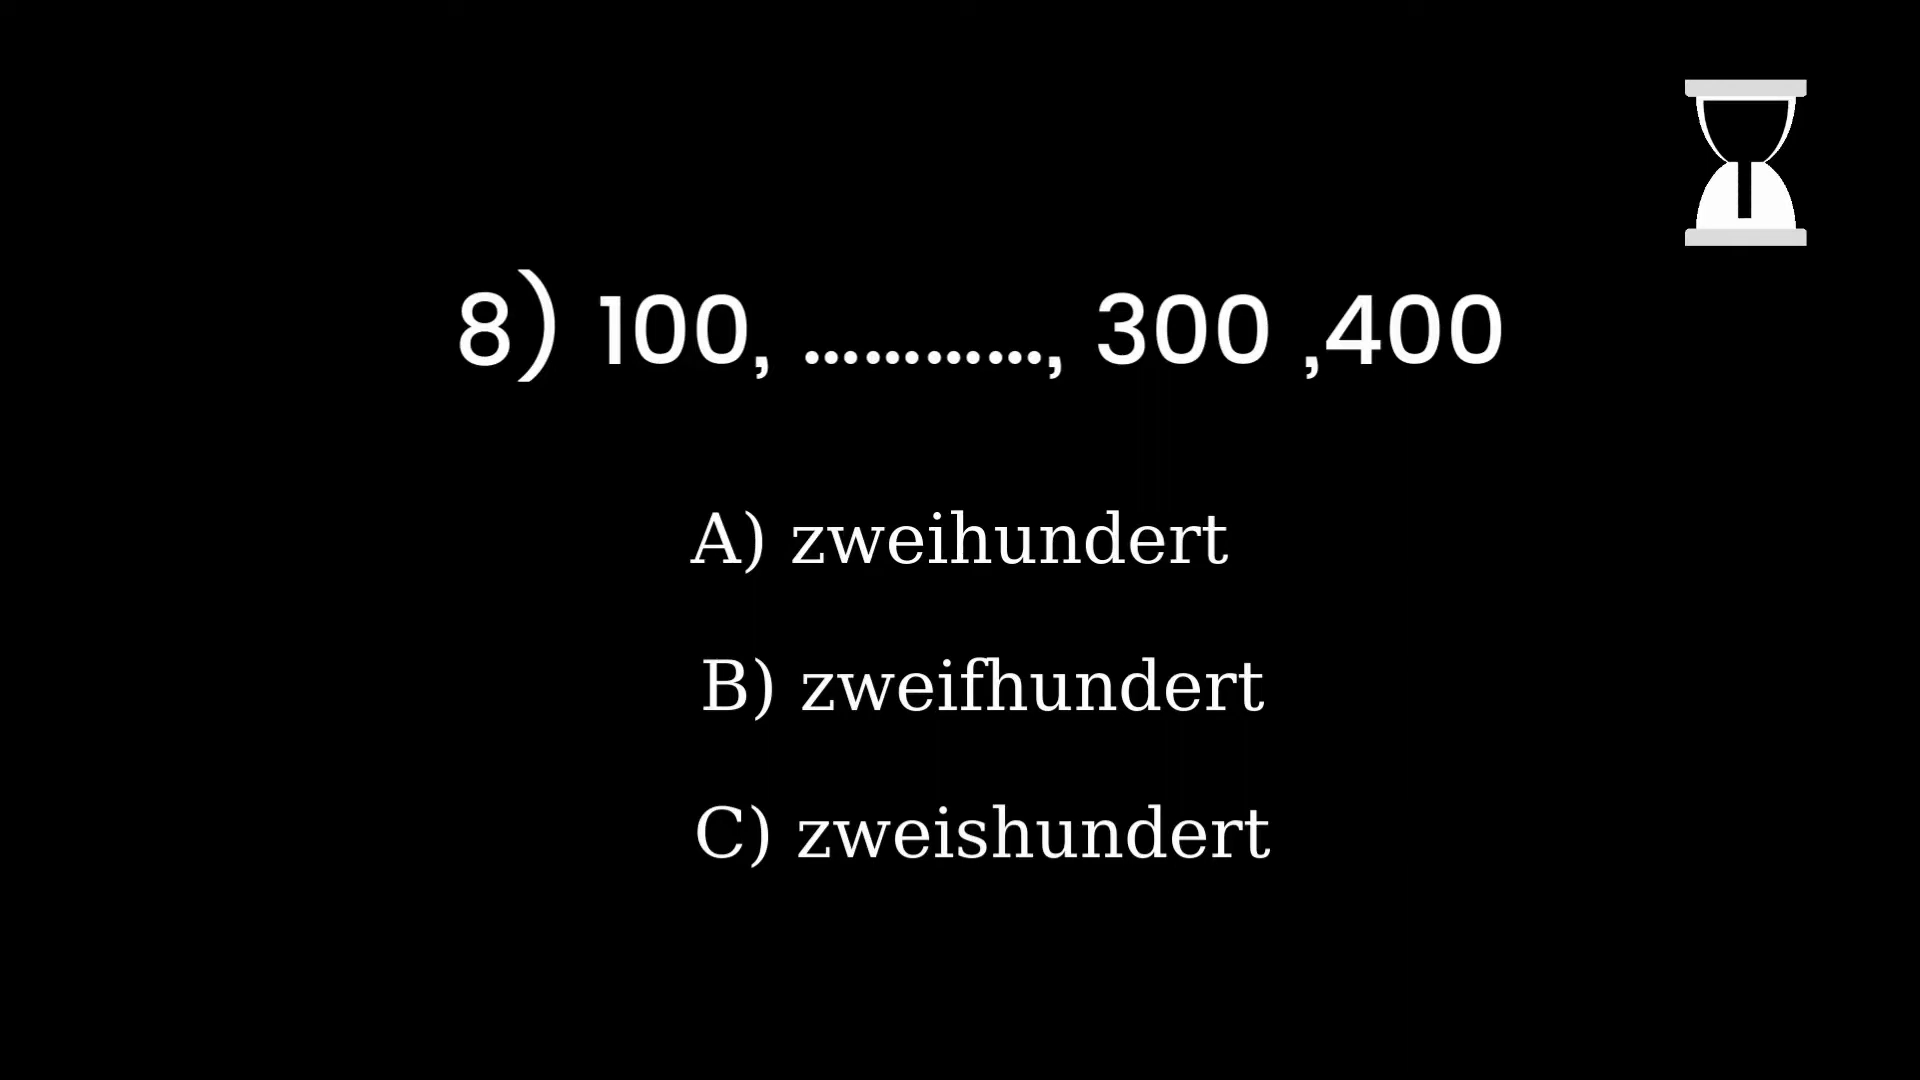 8) 100, ............, 300 ,400
A) zweihundert
B) zweifhundert
C) zweishundert